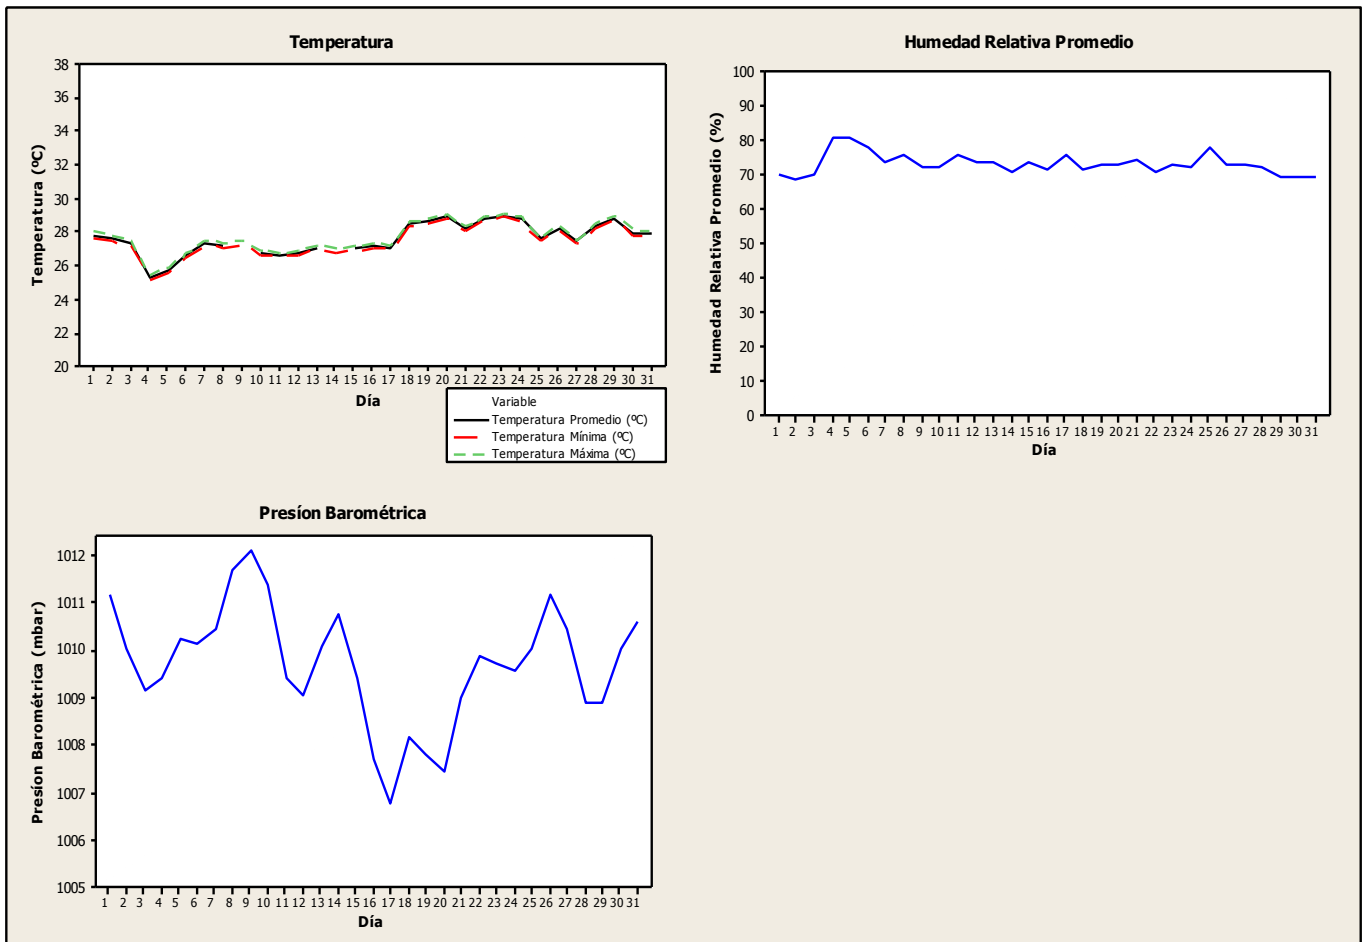 Temperatura
38
36
34
32
30
28
26
24
22
20
Temperatura (ºC)
1 2 3 4 5 6 7 8 9 10 11 12 13 14 15 16 17 18 19 20 21 22 23 24 25 26 27 28 29 30 31
Día
Variable
Temperatura Promedio (ºC)
Temperatura Mínima (ºC)
Temperatura Máxima (ºC)
Humedad Relativa Promedio
100
90
80
70
60
50
40
30
20
10
0
Humedad Relativa Promedio (%)
1 2 3 4 5 6 7 8 9 10 11 12 13 14 15 16 17 18 19 20 21 22 23 24 25 26 27 28 29 30 31
Día
Presíon Barométrica
1012
1011
1010
1009
1008
1007
1006
1005
Presíon Barométrica (mbar)
1 2 3 4 5 6 7 8 9 10 11 12 13 14 15 16 17 18 19 20 21 22 23 24 25 26 27 28 29 30 31
Día